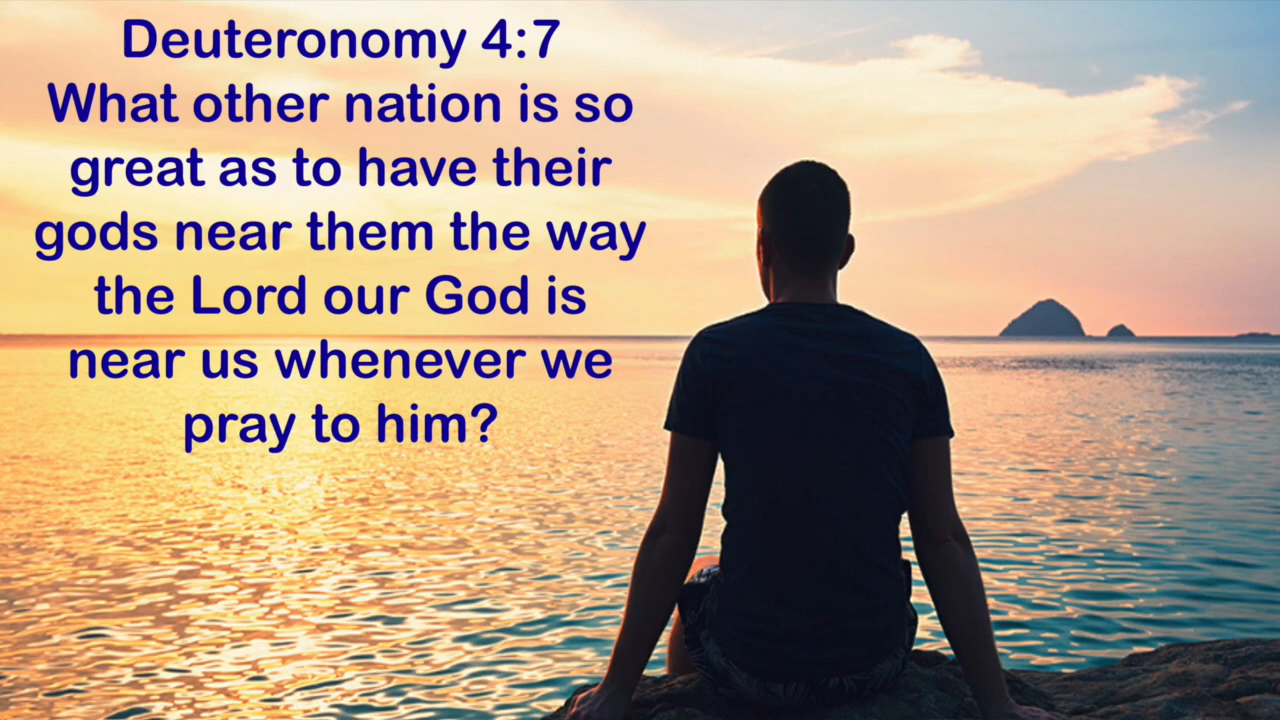 Deuteronomy 4:7
What other nation is so
great as to have their
gods near them the way
the Lord our God is
near us whenever we
pray to him?